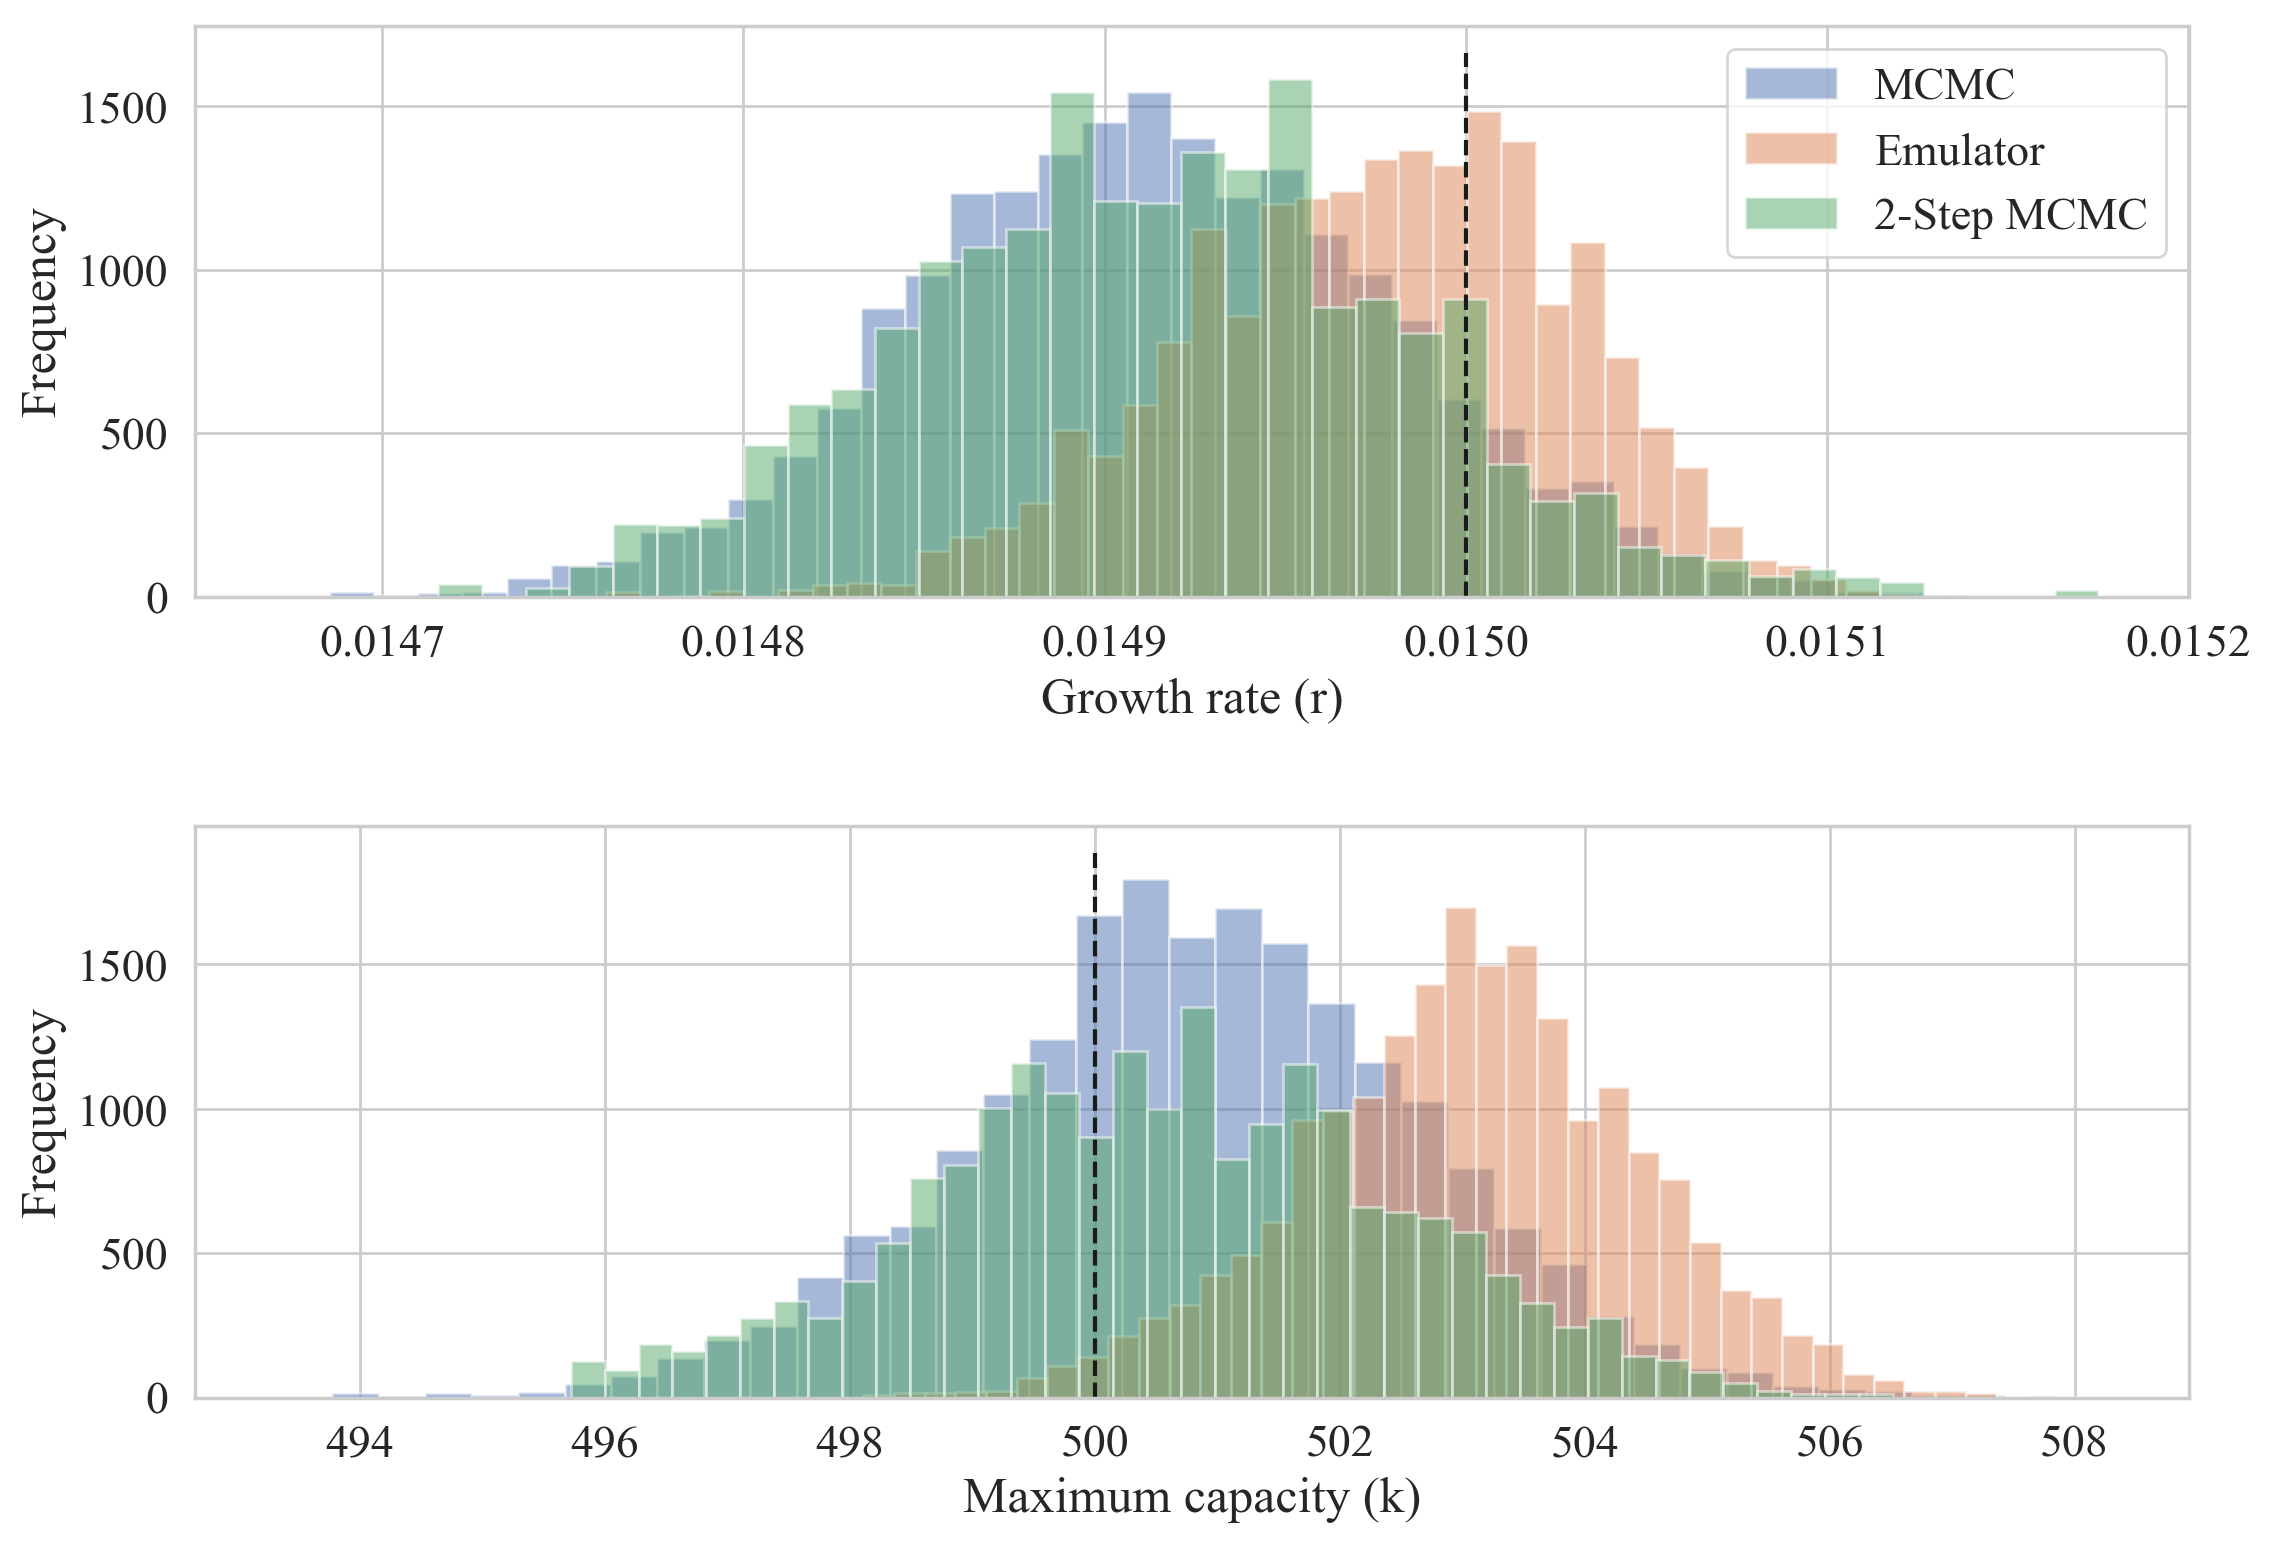 MCMC
Emulator
2-Step MCMC
Frequency
1500
1000
500
0
0.0147 0.0148 0.0149 0.0150 0.0151 0.0152
Growth rate (r)
Frequency
1500
1000
500
0
494 496 498 500 502 504 506 508
Maximum capacity (k)